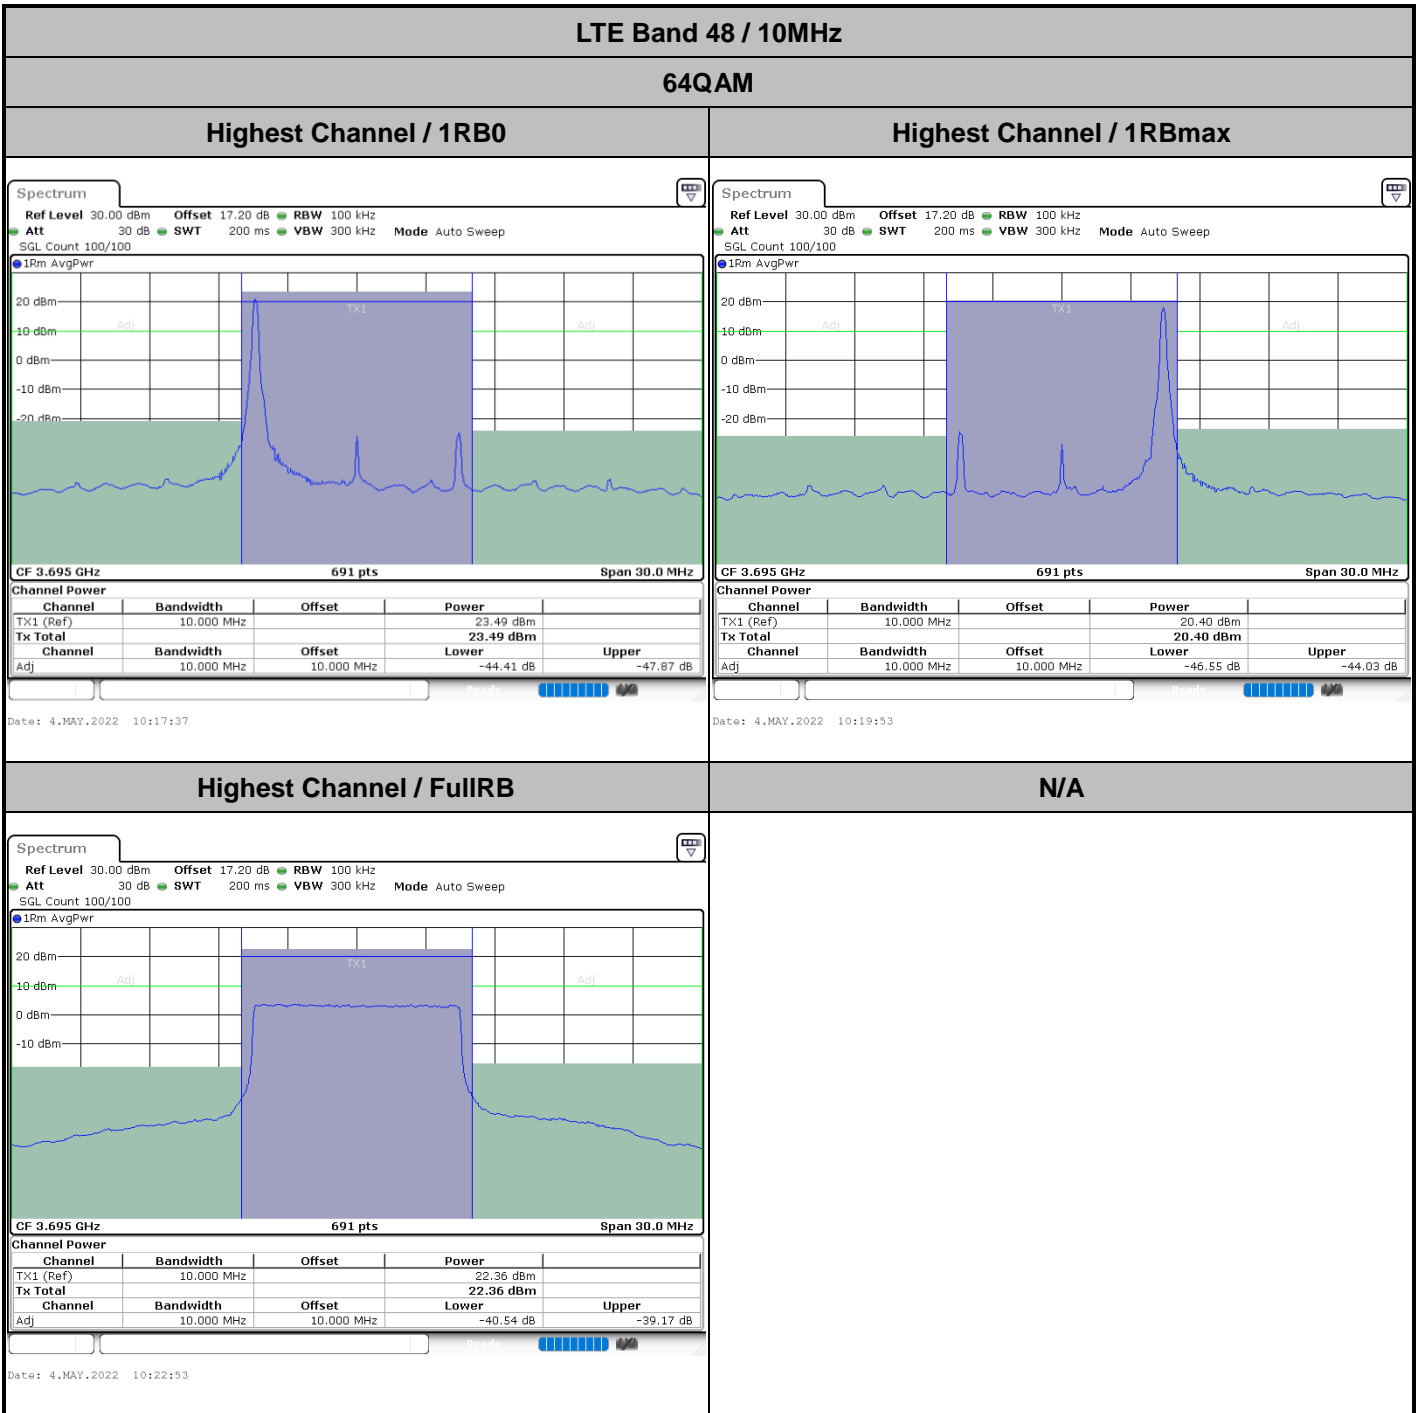 LTE Band 48 / 10MHz
64QAM
Highest Channel / 1RB0
Highest Channel / 1RBmax
Spectrum
Ref Level 30.00 dBm Offset 17.20 dB RBW 100 kHz
Att 30 dB SWT 200 ms VBW 300 kHz Mode Auto Sweep
SGL Count 100/100
1Rm AvgPwr
TX1
Adj
Adj
20 dBm
10 dBm
0 dBm
-10 dBm
-20 dBm
CF 3.695 GHz 691 pts Span 30.0 MHz
Channel Power
Channel Bandwidth Offset Power
TX1 (Ref) 10.000 MHz 23.49 dBm
Tx Total 23.49 dBm
Channel Bandwidth Offset Lower Upper
Adj 10.000 MHz 10.000 MHz -44.41 dB -47.87 dB
Ready
Date: 4.MAY.2022 10:17:37
Spectrum
Ref Level 30.00 dBm Offset 17.20 dB RBW 100 kHz
Att 30 dB SWT 200 ms VBW 300 kHz Mode Auto Sweep
SGL Count 100/100
1Rm AvgPwr
TX1
Adj
Adj
20 dBm
10 dBm
0 dBm
-10 dBm
-20 dBm
CF 3.695 GHz 691 pts Span 30.0 MHz
Channel Power
Channel Bandwidth Offset Power
TX1 (Ref) 10.000 MHz 20.40 dBm
Tx Total 20.40 dBm
Channel Bandwidth Offset Lower Upper
Adj 10.000 MHz 10.000 MHz -46.55 dB -44.03 dB
Ready
Date: 4.MAY.2022 10:19:53
Highest Channel / FullRB
N/A
Spectrum
Ref Level 30.00 dBm Offset 17.20 dB RBW 100 kHz
Att 30 dB SWT 200 ms VBW 300 kHz Mode Auto Sweep
SGL Count 100/100
1Rm AvgPwr
TX1
Adj
Adj
20 dBm
10 dBm
0 dBm
-10 dBm
CF 3.695 GHz 691 pts Span 30.0 MHz
Channel Power
Channel Bandwidth Offset Power
TX1 (Ref) 10.000 MHz 22.36 dBm
Tx Total 22.36 dBm
Channel Bandwidth Offset Lower Upper
Adj 10.000 MHz 10.000 MHz -40.54 dB -39.17 dB
Ready
Date: 4.MAY.2022 10:22:53